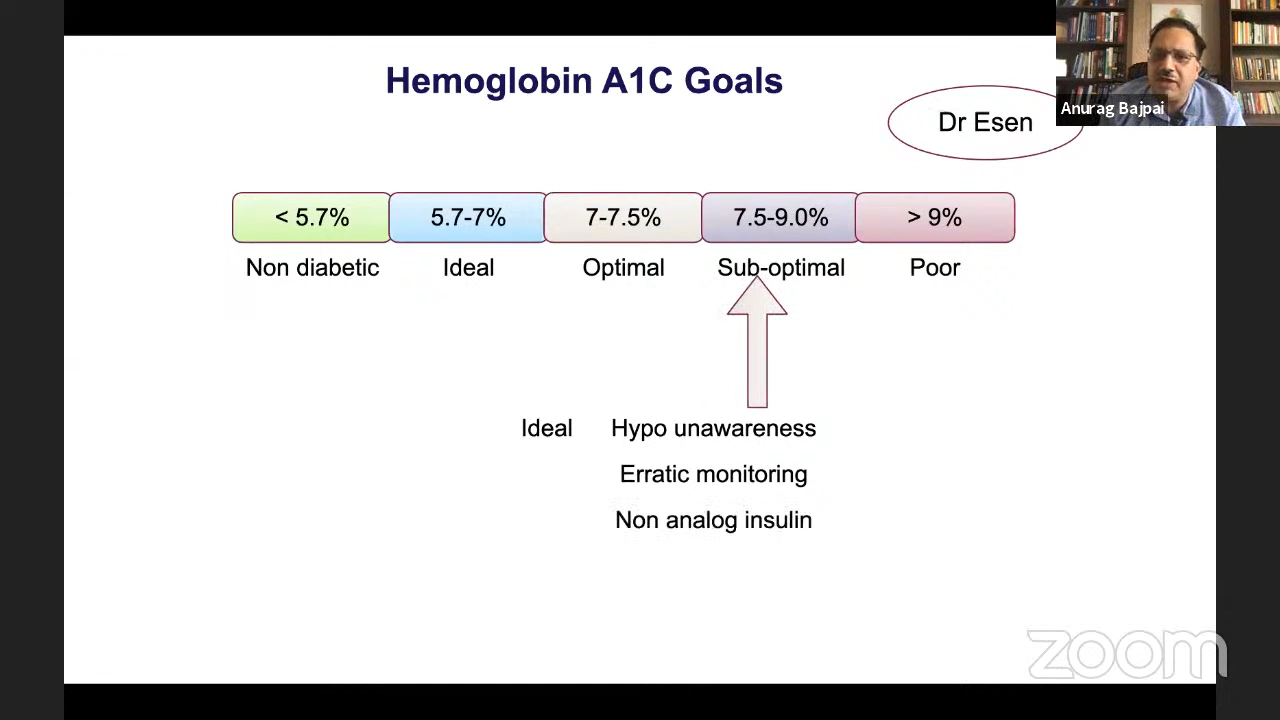 Hemoglobin A1C Goals
Anurag Bajpai
Dr Esen
< 5.7% 5.7-7% 7-7.5% 7.5-9.0% > 9%
Non diabetic Ideal Optimal Sub-optimal Poor
Ideal Hypo unawareness
Erratic monitoring
Non analog insulin
zoom